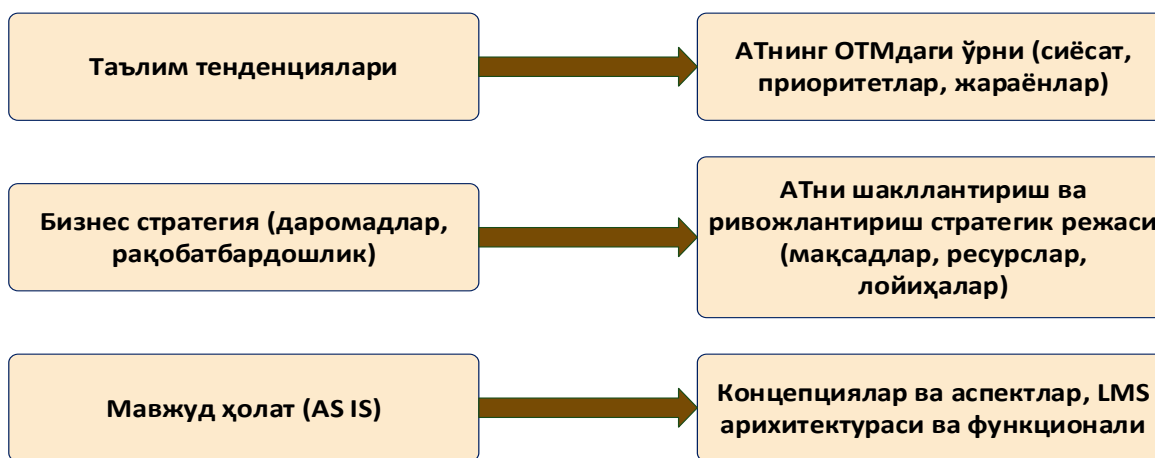 Таълим тенденциялари
АТнинг ОТМдаги ўрни (сиёсат,
приоритетлар, жараёнлар)
Бизнес стратегия (даромадлар,
рақобатбардошлик)
АТни шакллантириш ва
ривожлантириш стратегик режаси
(мақсадлар, ресурслар,
лойиҳалар)
Мавжуд ҳолат (AS IS)
Концепциялар ва аспектлар, LMS
арихитектураси ва функционали